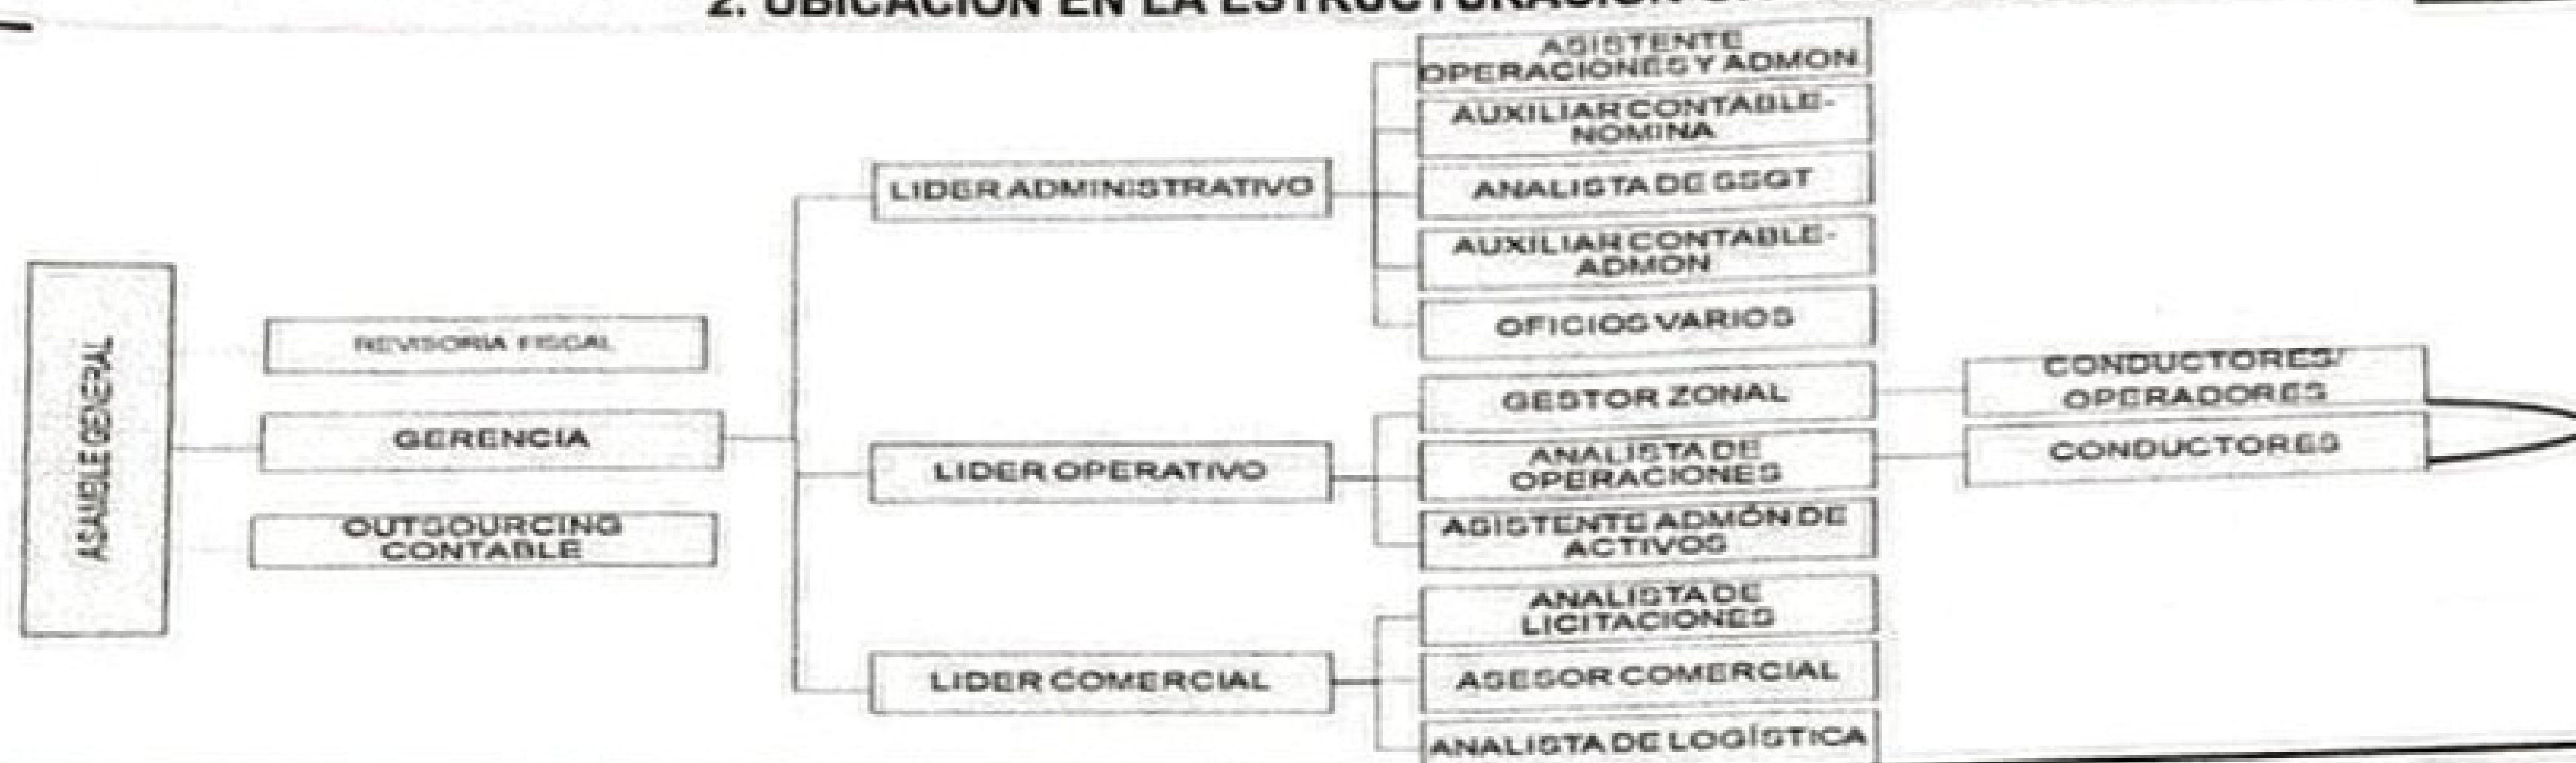 2. UBICACIÓN EN LA ESTRUCTURACIÓN
ASAMBLE GENERAL
REVISORIA FISCAL
GERENCIA
OUTSOURCING
CONTABLE
LIDER ADMINISTRATIVO
LIDER OPERATIVO
LIDER COMERCIAL
ASISTENTE
OPERACIONES Y ADMON
AUXILIAR CONTABLE-
NOMINA
ANALISTA DE SSGT
AUXILIAR CONTABLE-
ADMON
OFICIOS VARIOS
GESTOR ZONAL
ANALISTA DE
OPERACIONES
ASISTENTE ADMÓN DE
ACTIVOS
ANALISTA DE
LICITACIONES
ASESOR COMERCIAL
ANALISTA DE LOGÍSTICA
CONDUCTORES/
OPERADORES
CONDUCTORES